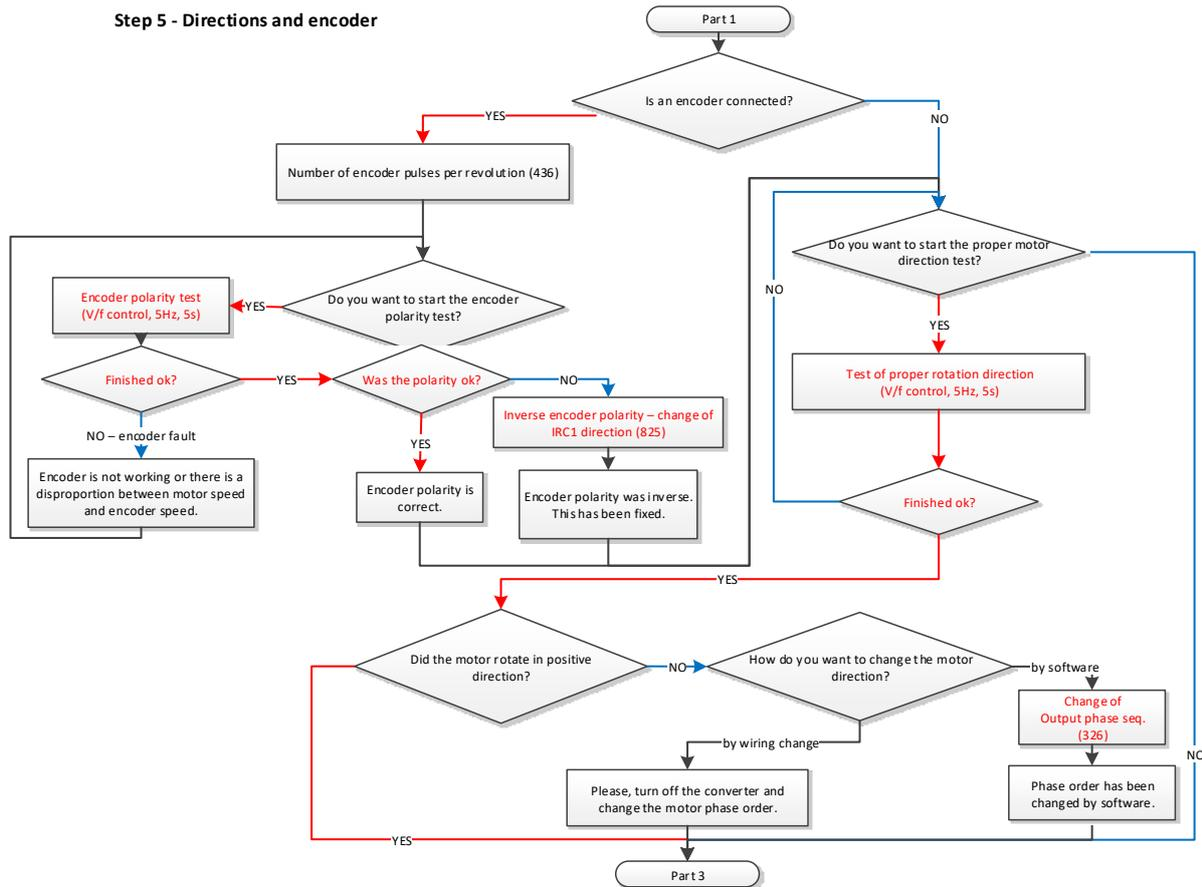 Step 5 - Directions and encoder
Part 1
Is an encoder connected?
YES
NO
Number of encoder pulses per revolution (436)
Do you want to start the proper motor
direction test?
NO
Encoder polarity test
(V/f control, 5Hz, 5s)
YES
Do you want to start the encoder
polarity test?
YES
Finished ok?
YES
Was the polarity ok?
NO
Test of proper rotation direction
(V/f control, 5Hz, 5s)
Inverse encoder polarity – change of
IRC1 direction (825)
NO – encoder fault
YES
Encoder is not working or there is a
disproportion between motor speed
and encoder speed.
Encoder polarity is
correct.
Encoder polarity was inverse.
This has been fixed.
Finished ok?
YES
Did the motor rotate in positive
direction?
NO
How do you want to change the motor
direction?
by software
Change of
Output phase seq.
(326)
by wiring change
NO
Please, turn off the converter and
change the motor phase order.
Phase order has been
changed by software.
YES
Part 3